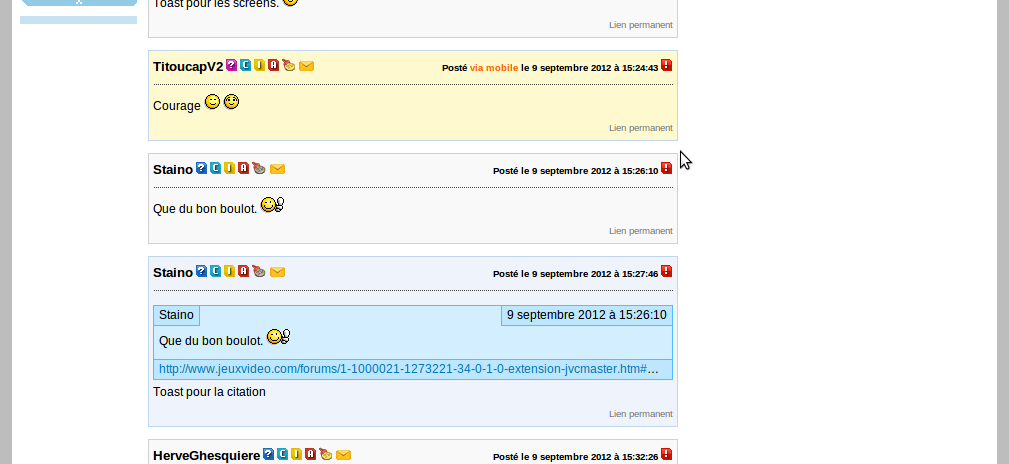 Toast pour les screens.
Lien permanent
TitoucapV2 ? C J A Posté via mobile le 9 septembre 2012 à 15:24:43 !
Courage
Lien permanent
Staino ? C J A Posté le 9 septembre 2012 à 15:26:10 !
Que du bon boulot.
Lien permanent
Staino ? C J A Posté le 9 septembre 2012 à 15:27:46 !
Staino 9 septembre 2012 à 15:26:10
Que du bon boulot.
http://www.jeuxvideo.com/forums/1-1000021-1273221-34-0-1-0-extension-jvcmaster.htm#...
Toast pour la citation
Lien permanent
HerveGhesquiere ? C J A Posté le 9 septembre 2012 à 15:32:26 !